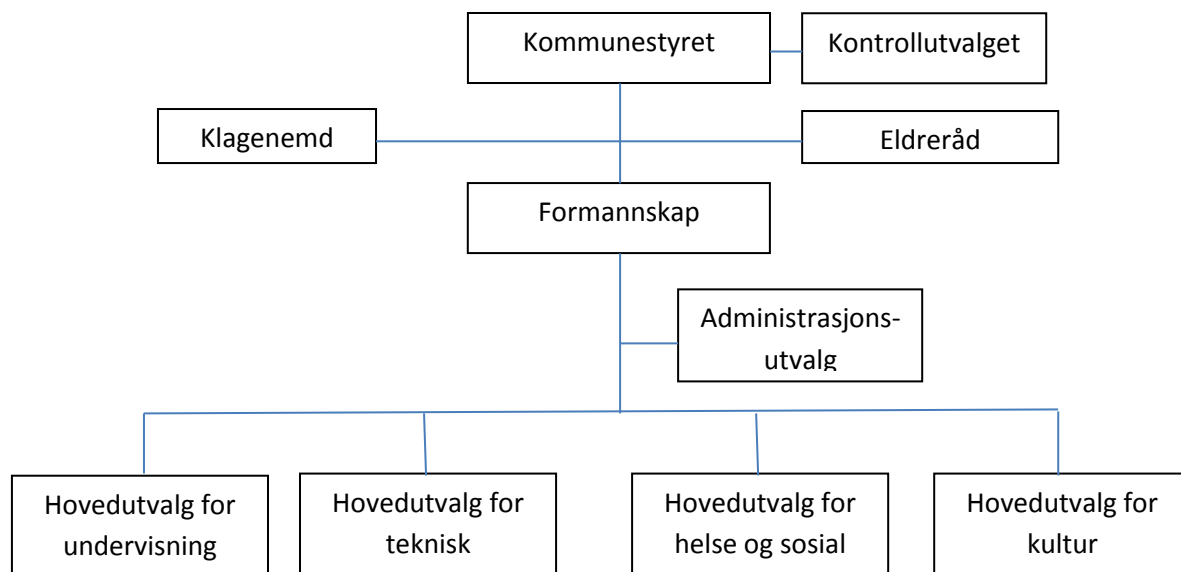 Kommunestyret
Kontrollutvalget
Klagenemd
Eldreråd
Formannskap
Administrasjons-
utvalg
Hovedutvalg for
undervisning
Hovedutvalg for
teknisk
Hovedutvalg for
helse og sosial
Hovedutvalg for
kultur